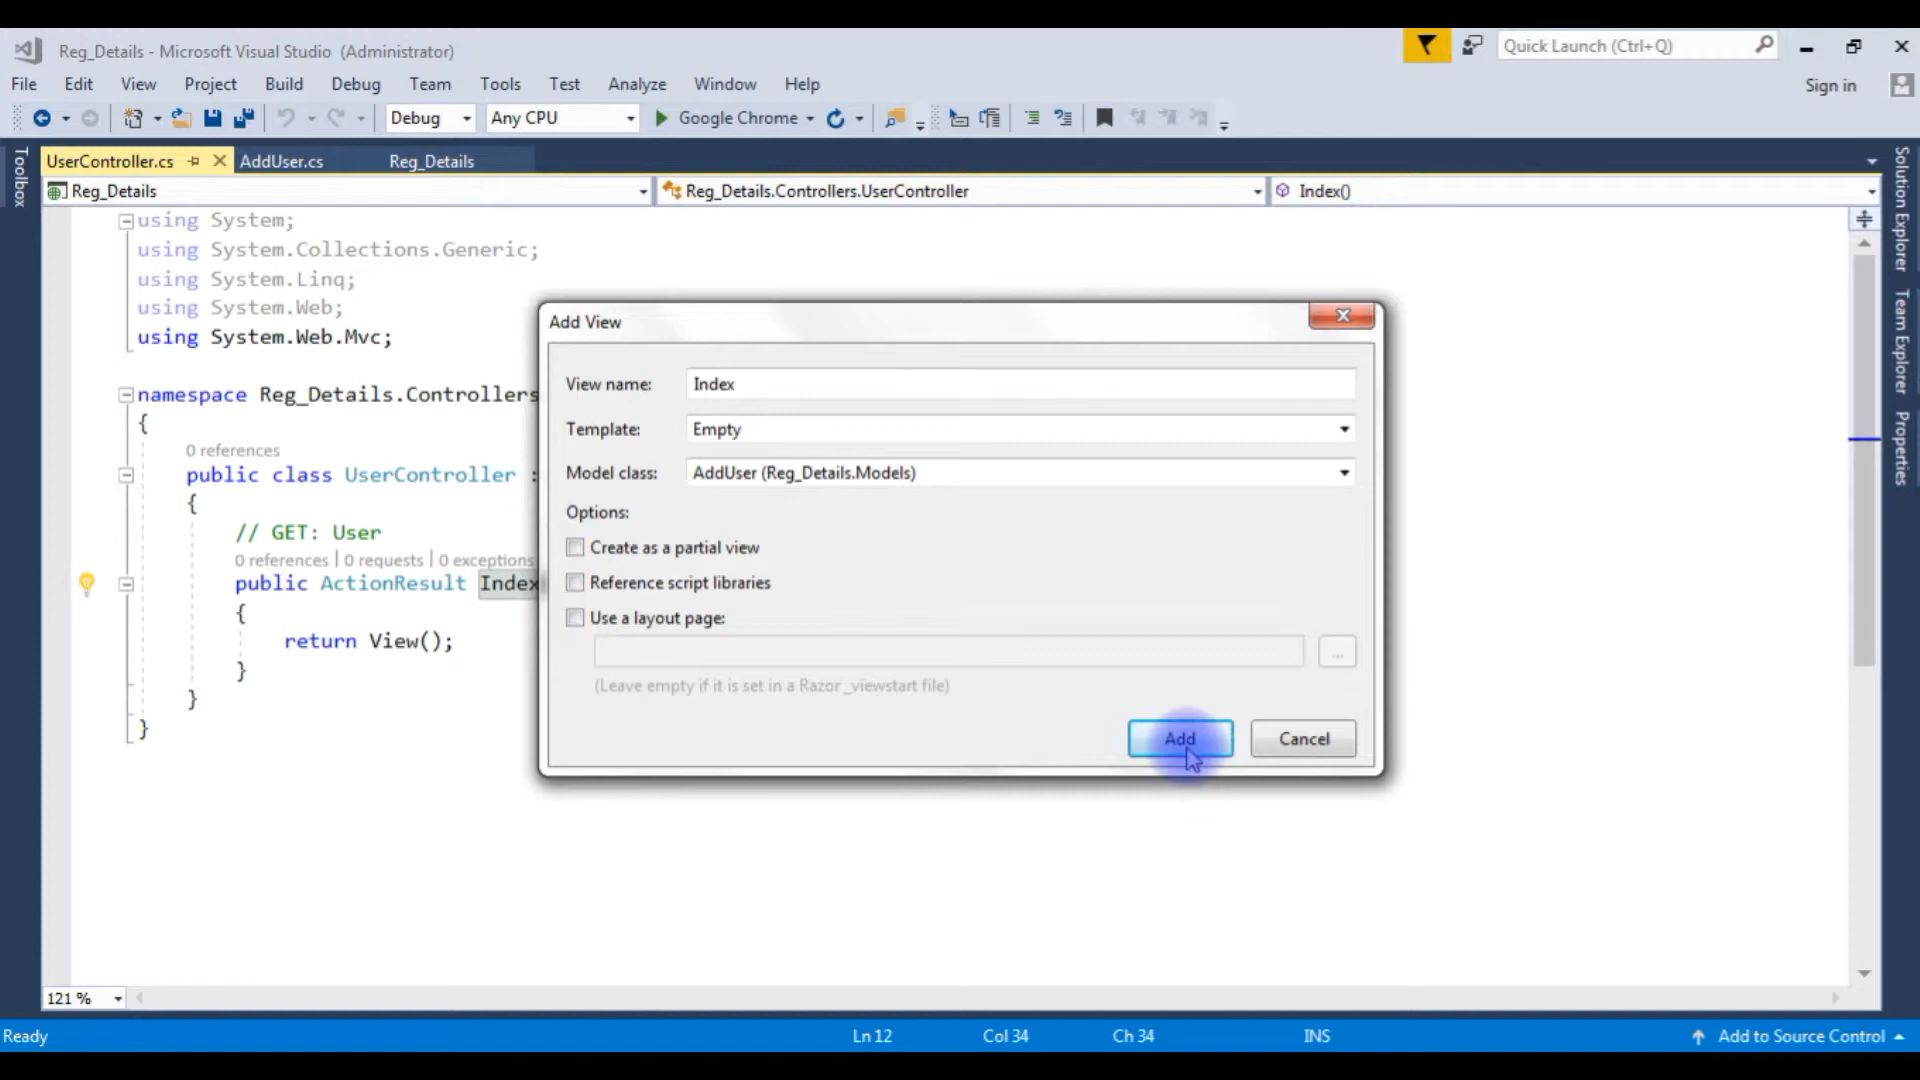 Reg_Details - Microsoft Visual Studio (Administrator)
Quick Launch (Ctrl+Q)
File Edit View Project Build Debug Team Tools Test Analyze Window Help
Sign in
Debug Any CPU Google Chrome
Toolbox
UserController.cs AddUser.cs Reg_Details
Reg_Details Reg_Details.Controllers.UserController Index()
using System;
using System.Collections.Generic;
using System.Linq;
using System.Web;
using System.Web.Mvc;
namespace Reg_Details.Controllers
{
0 references
public class UserController :
{
// GET: User
0 references | 0 requests | 0 exceptions
public ActionResult Index
{
return View();
}
}
}
Add View
View name: Index
Template: Empty
Model class: AddUser (Reg_Details.Models)
Options:
Create as a partial view
Reference script libraries
Use a layout page:
...
(Leave empty if it is set in a Razor _viewstart file)
Add Cancel
Solution Explorer
Team Explorer
Properties
121 %
Ready Ln 12 Col 34 Ch 34 INS Add to Source Control